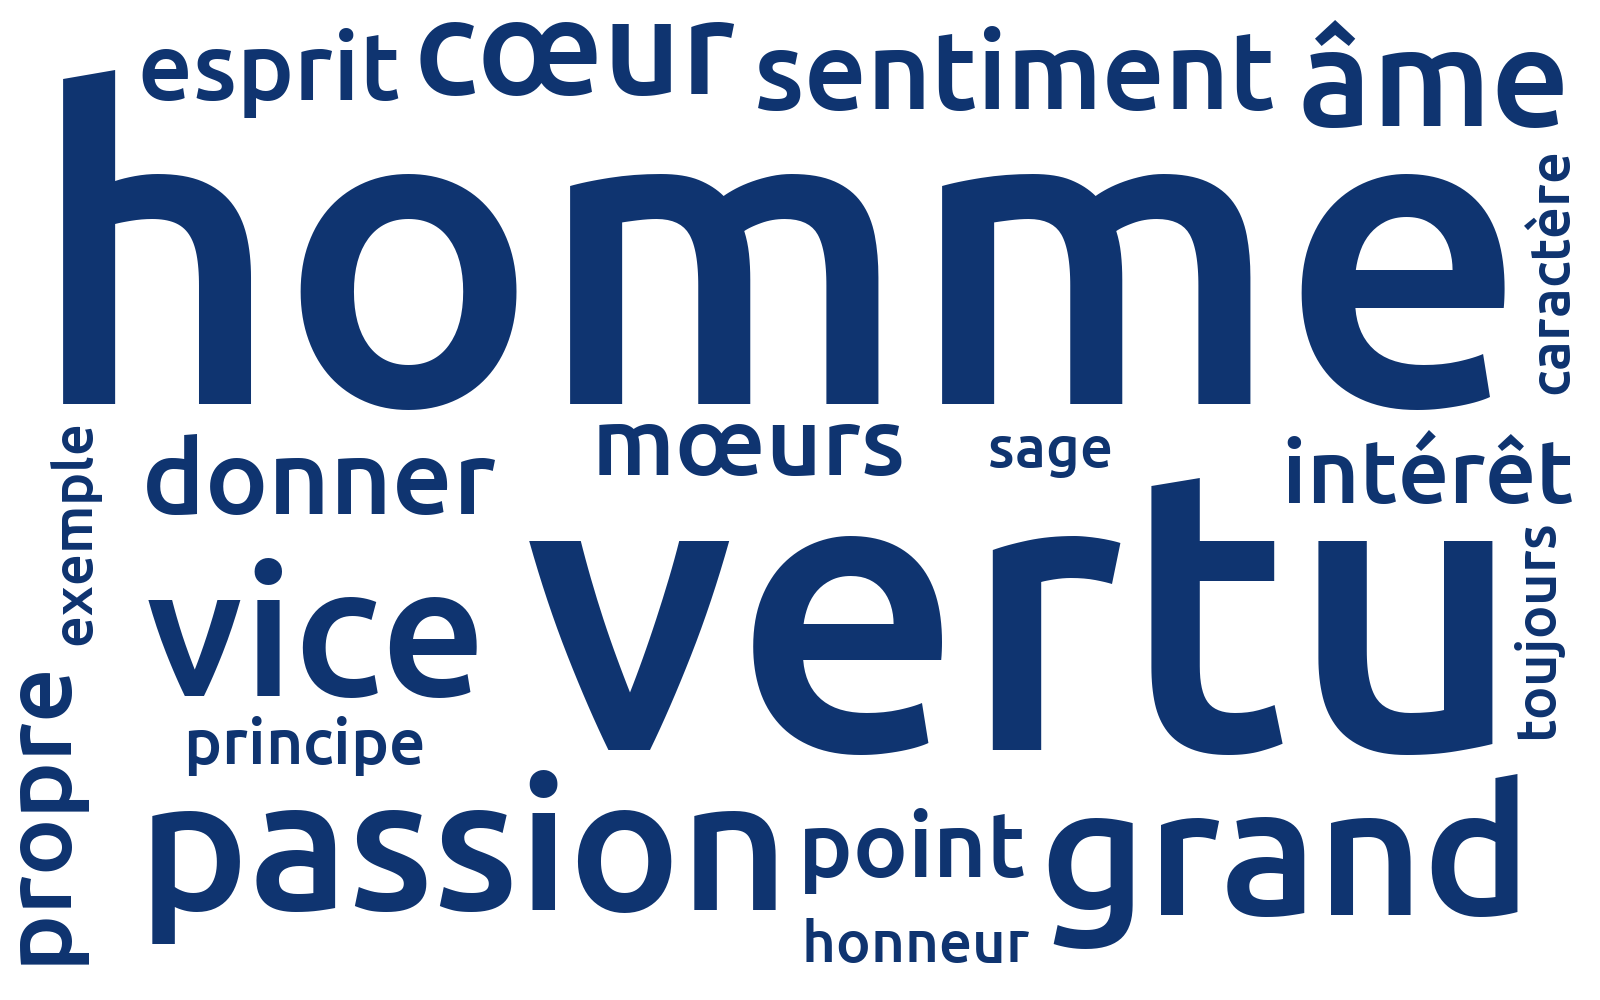 esprit cœur sentiment âme
homme
caractère
exemple
donner
mœurs
sage
intérêt
vice
vertu
toujours
principe
propre
passion
point
grand
honneur